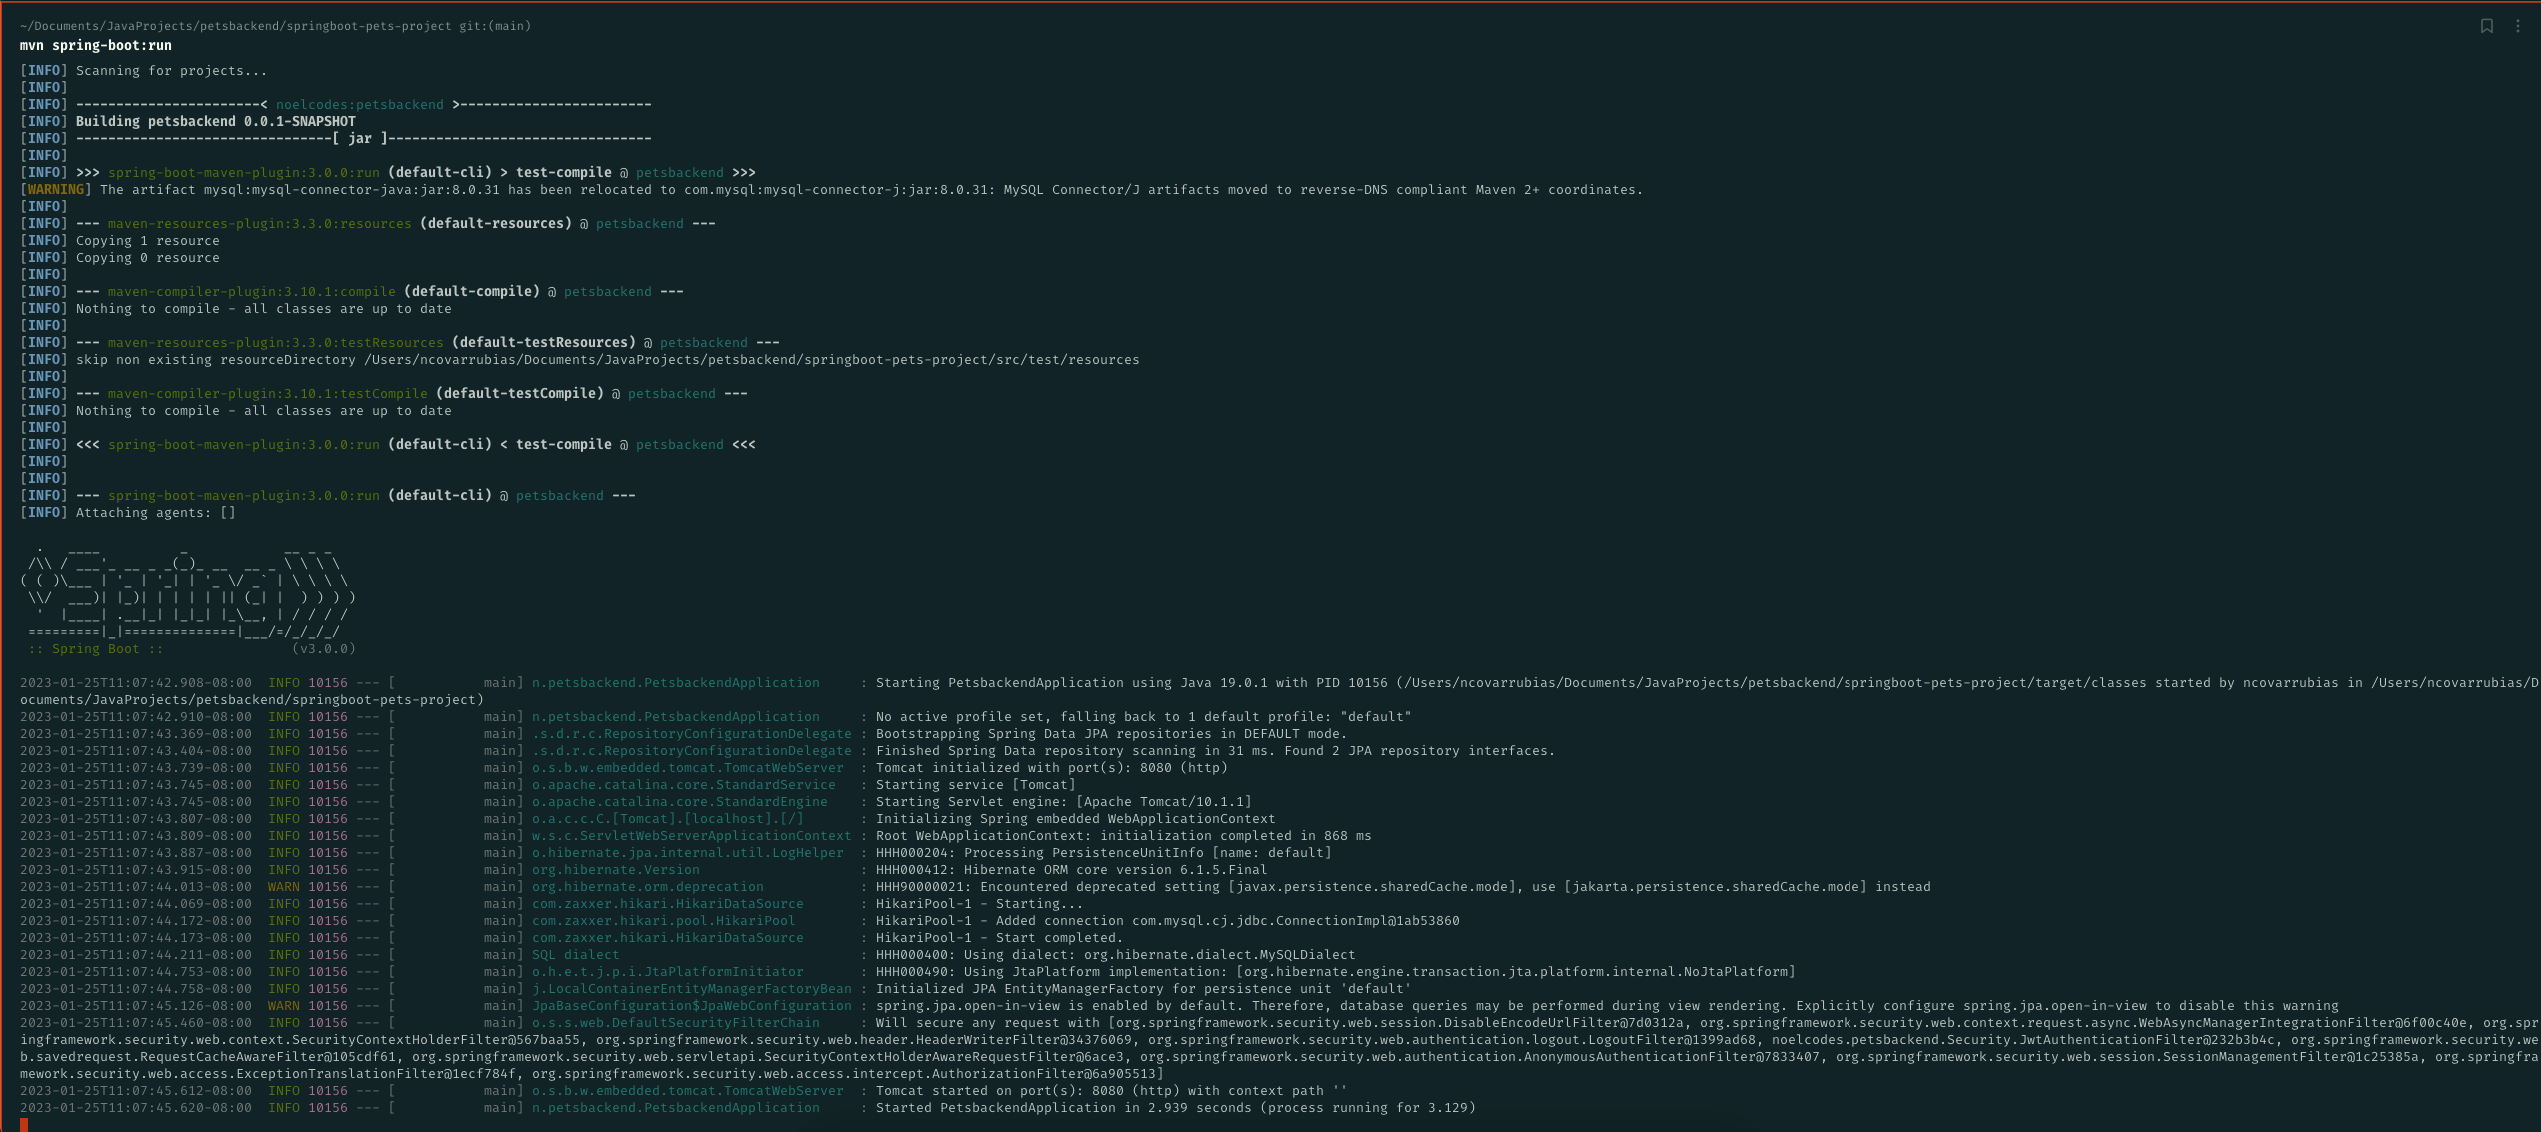 ~/Documents/JavaProjects/petsbackend/springboot-pets-project git:(main)
mvn spring-boot:run
[INFO] Scanning for projects...
[INFO]
[INFO] -----------------------< noelcodes:petsbackend >------------------------
[INFO] Building petsbackend 0.0.1-SNAPSHOT
[INFO] --------------------------------[ jar ]---------------------------------
[INFO]
[INFO] >>> spring-boot-maven-plugin:3.0.0:run (default-cli) > test-compile @ petsbackend >>>
[WARNING] The artifact mysql:mysql-connector-java:jar:8.0.31 has been relocated to com.mysql:mysql-connector-j:jar:8.0.31: MySQL Connector/J artifacts moved to reverse-DNS compliant Maven 2+ coordinates.
[INFO]
[INFO] --- maven-resources-plugin:3.3.0:resources (default-resources) @ petsbackend ---
[INFO] Copying 1 resource
[INFO] Copying 0 resource
[INFO]
[INFO] --- maven-compiler-plugin:3.10.1:compile (default-compile) @ petsbackend ---
[INFO] Nothing to compile - all classes are up to date
[INFO]
[INFO] --- maven-resources-plugin:3.3.0:testResources (default-testResources) @ petsbackend ---
[INFO] skip non existing resourceDirectory /Users/ncovarrubias/Documents/JavaProjects/petsbackend/springboot-pets-project/src/test/resources
[INFO]
[INFO] --- maven-compiler-plugin:3.10.1:testCompile (default-testCompile) @ petsbackend ---
[INFO] Nothing to compile - all classes are up to date
[INFO]
[INFO] <<< spring-boot-maven-plugin:3.0.0:run (default-cli) < test-compile @ petsbackend <<<
[INFO]
[INFO]
[INFO] --- spring-boot-maven-plugin:3.0.0:run (default-cli) @ petsbackend ---
[INFO] Attaching agents: []
  .   ____          _            __ _ _
 /\\ / ___'_ __ _ _(_)_ __  __ _ \ \ \ \
( ( )\___ | '_ | '_| | '_ \/ _` | \ \ \ \
 \\/  ___)| |_)| | | | | || (_| |  ) ) ) )
  '  |____| .__|_| |_|_| |_\__, | / / / /
 =========|_|==============|___/=/_/_/_/
 :: Spring Boot ::                (v3.0.0)
2023-01-25T11:07:42.908-08:00  INFO 10156 --- [           main] n.petsbackend.PetsbackendApplication     : Starting PetsbackendApplication using Java 19.0.1 with PID 10156 (/Users/ncovarrubias/Documents/JavaProjects/petsbackend/springboot-pets-project/target/classes started by ncovarrubias in /Users/ncovarrubias/D
ocuments/JavaProjects/petsbackend/springboot-pets-project)
2023-01-25T11:07:42.910-08:00  INFO 10156 --- [           main] n.petsbackend.PetsbackendApplication     : No active profile set, falling back to 1 default profile: "default"
2023-01-25T11:07:43.369-08:00  INFO 10156 --- [           main] .s.d.r.c.RepositoryConfigurationDelegate : Bootstrapping Spring Data JPA repositories in DEFAULT mode.
2023-01-25T11:07:43.404-08:00  INFO 10156 --- [           main] .s.d.r.c.RepositoryConfigurationDelegate : Finished Spring Data repository scanning in 31 ms. Found 2 JPA repository interfaces.
2023-01-25T11:07:43.739-08:00  INFO 10156 --- [           main] o.s.b.w.embedded.tomcat.TomcatWebServer  : Tomcat initialized with port(s): 8080 (http)
2023-01-25T11:07:43.745-08:00  INFO 10156 --- [           main] o.apache.catalina.core.StandardService   : Starting service [Tomcat]
2023-01-25T11:07:43.745-08:00  INFO 10156 --- [           main] o.apache.catalina.core.StandardEngine    : Starting Servlet engine: [Apache Tomcat/10.1.1]
2023-01-25T11:07:43.807-08:00  INFO 10156 --- [           main] o.a.c.c.C.[Tomcat].[localhost].[/]       : Initializing Spring embedded WebApplicationContext
2023-01-25T11:07:43.809-08:00  INFO 10156 --- [           main] w.s.c.ServletWebServerApplicationContext : Root WebApplicationContext: initialization completed in 868 ms
2023-01-25T11:07:43.887-08:00  INFO 10156 --- [           main] o.hibernate.jpa.internal.util.LogHelper  : HHH000204: Processing PersistenceUnitInfo [name: default]
2023-01-25T11:07:43.915-08:00  INFO 10156 --- [           main] org.hibernate.Version                    : HHH000412: Hibernate ORM core version 6.1.5.Final
2023-01-25T11:07:44.013-08:00  WARN 10156 --- [           main] org.hibernate.orm.deprecation            : HHH90000021: Encountered deprecated setting [javax.persistence.sharedCache.mode], use [jakarta.persistence.sharedCache.mode] instead
2023-01-25T11:07:44.069-08:00  INFO 10156 --- [           main] com.zaxxer.hikari.HikariDataSource       : HikariPool-1 - Starting...
2023-01-25T11:07:44.172-08:00  INFO 10156 --- [           main] com.zaxxer.hikari.pool.HikariPool        : HikariPool-1 - Added connection com.mysql.cj.jdbc.ConnectionImpl@1ab53860
2023-01-25T11:07:44.173-08:00  INFO 10156 --- [           main] com.zaxxer.hikari.HikariDataSource       : HikariPool-1 - Start completed.
2023-01-25T11:07:44.211-08:00  INFO 10156 --- [           main] SQL dialect                              : HHH000400: Using dialect: org.hibernate.dialect.MySQLDialect
2023-01-25T11:07:44.753-08:00  INFO 10156 --- [           main] o.h.e.t.j.p.i.JtaPlatformInitiator       : HHH000490: Using JtaPlatform implementation: [org.hibernate.engine.transaction.jta.platform.internal.NoJtaPlatform]
2023-01-25T11:07:44.758-08:00  INFO 10156 --- [           main] j.LocalContainerEntityManagerFactoryBean : Initialized JPA EntityManagerFactory for persistence unit 'default'
2023-01-25T11:07:45.126-08:00  WARN 10156 --- [           main] JpaBaseConfiguration$JpaWebConfiguration : spring.jpa.open-in-view is enabled by default. Therefore, database queries may be performed during view rendering. Explicitly configure spring.jpa.open-in-view to disable this warning
2023-01-25T11:07:45.460-08:00  INFO 10156 --- [           main] o.s.s.web.DefaultSecurityFilterChain     : Will secure any request with [org.springframework.security.web.session.DisableEncodeUrlFilter@7d0312a, org.springframework.security.web.context.request.async.WebAsyncManagerIntegrationFilter@6f00c40e, org.spr
ingframework.security.web.context.SecurityContextHolderFilter@567baa55, org.springframework.security.web.header.HeaderWriterFilter@34376069, org.springframework.security.web.authentication.logout.LogoutFilter@1399ad68, noelcodes.petsbackend.Security.JwtAuthenticationFilter@232b3b4c, org.springframework.security.we
b.savedrequest.RequestCacheAwareFilter@105cdf61, org.springframework.security.web.servletapi.SecurityContextHolderAwareRequestFilter@6ace3, org.springframework.security.web.authentication.AnonymousAuthenticationFilter@7833407, org.springframework.security.web.session.SessionManagementFilter@1c25385a, org.springfra
mework.security.web.access.ExceptionTranslationFilter@1ecf784f, org.springframework.security.web.access.intercept.AuthorizationFilter@6a905513]
2023-01-25T11:07:45.612-08:00  INFO 10156 --- [           main] o.s.b.w.embedded.tomcat.TomcatWebServer  : Tomcat started on port(s): 8080 (http) with context path ''
2023-01-25T11:07:45.620-08:00  INFO 10156 --- [           main] n.petsbackend.PetsbackendApplication     : Started PetsbackendApplication in 2.939 seconds (process running for 3.129)